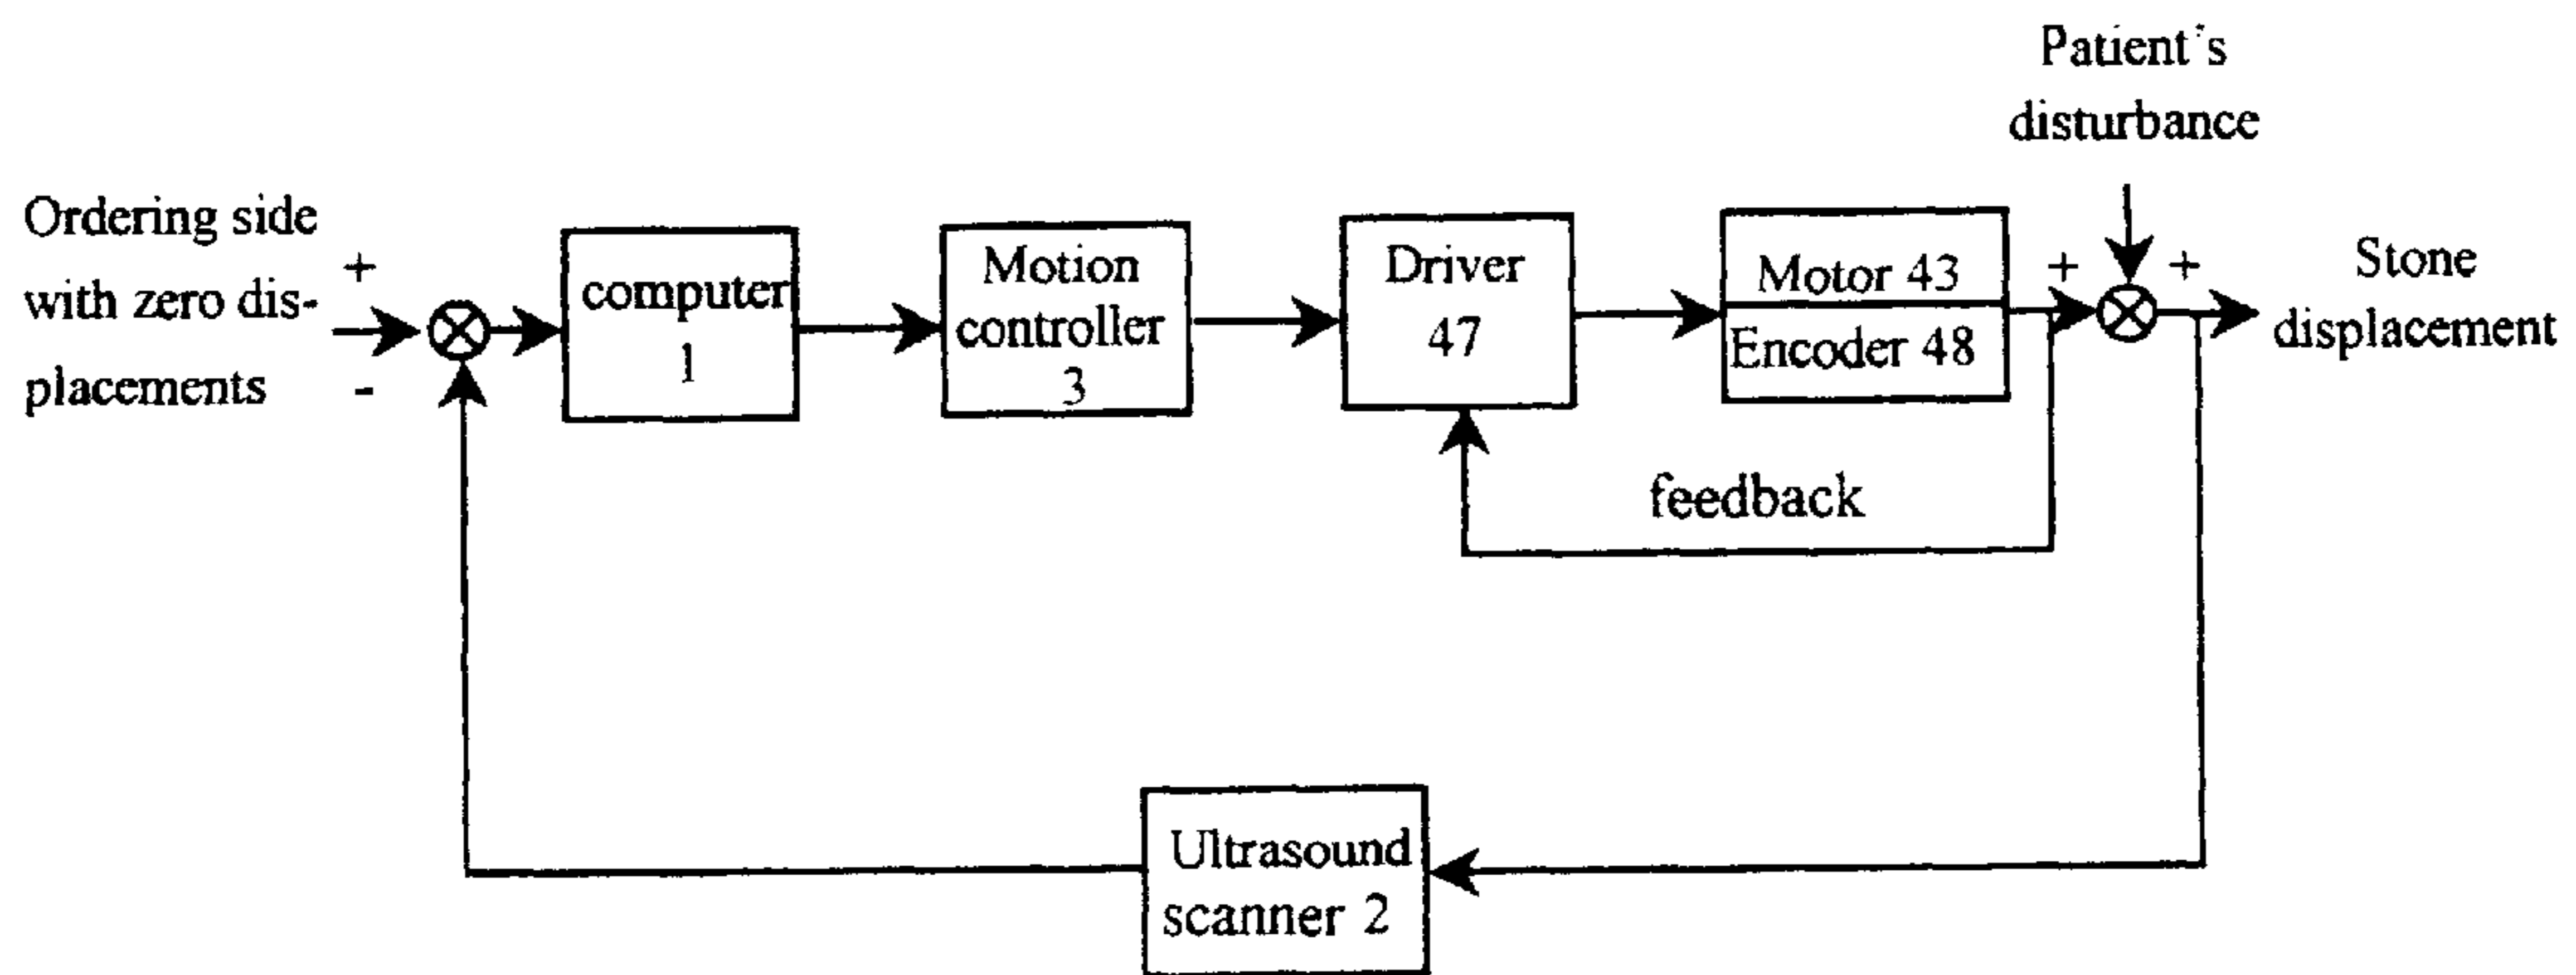 Patient's
disturbance
Ordering side
with zero dis-
placements
+
-
computer
1
Motion
controller
3
Driver
47
Motor 43
Encoder 48
+
+
Stone
displacement
feedback
Ultrasound
scanner 2